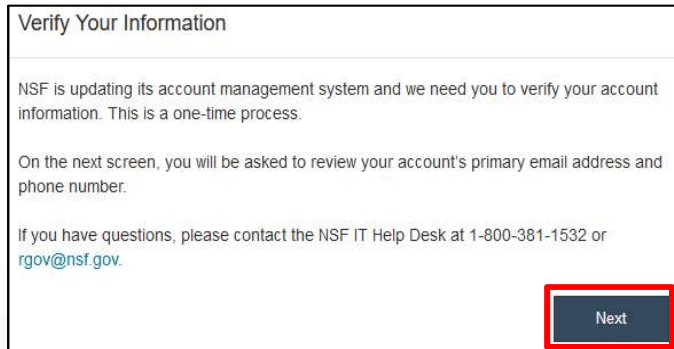 Verify Your Information
NSF is updating its account management system and we need you to verify your account
information. This is a one-time process.
On the next screen, you will be asked to review your account's primary email address and
phone number.
If you have questions, please contact the NSF IT Help Desk at 1-800-381-1532 or
rgov@nsf.gov.
Next